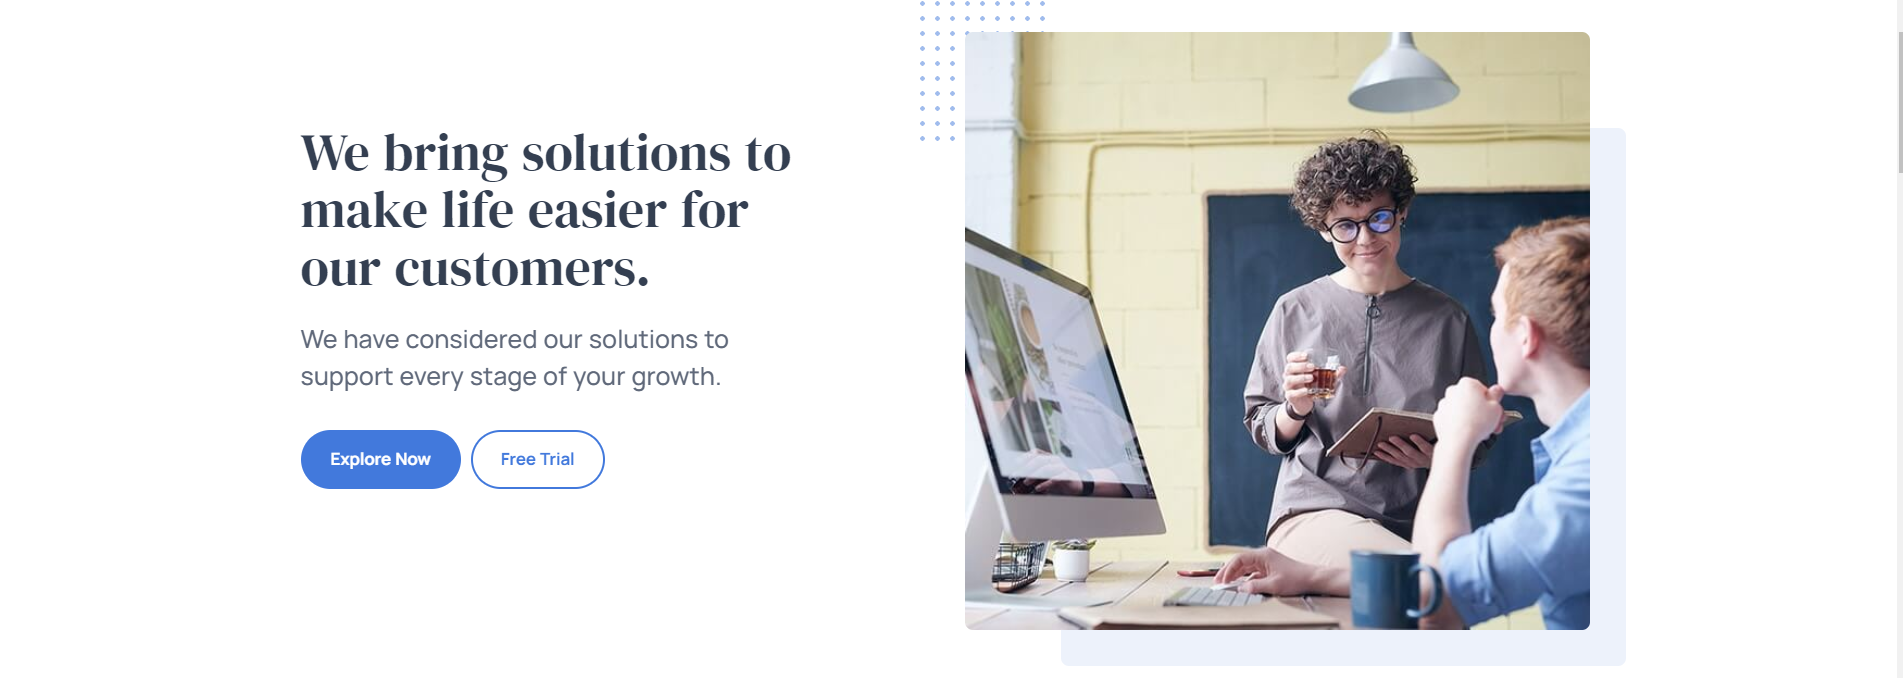 We bring solutions to
make life easier for
our customers.
We have considered our solutions to
support every stage of your growth.
Explore Now
Free Trial